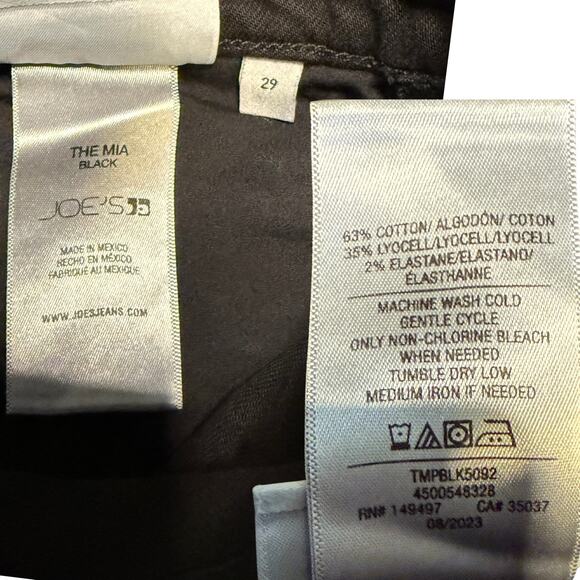 THE MIA
BLACK
JOE'S
MADE IN MEXICO
HECHO EN MÉXICO
FABRIQUÉ AU MEXIQUE
WWW.JOESJEANS.COM
29
63% COTTON/ ALGODÓN/ COTON
35% LYOCELL/LYOCELL/LYOCELL
2% ELASTANE/ELASTANO/
ÉLASTHANNE
MACHINE WASH COLD
GENTLE CYCLE
ONLY NON-CHLORINE BLEACH
WHEN NEEDED
TUMBLE DRY LOW
MEDIUM IRON IF NEEDED
TMPBLK5092
4500548328
RN# 149497 CA# 35037
08/2023